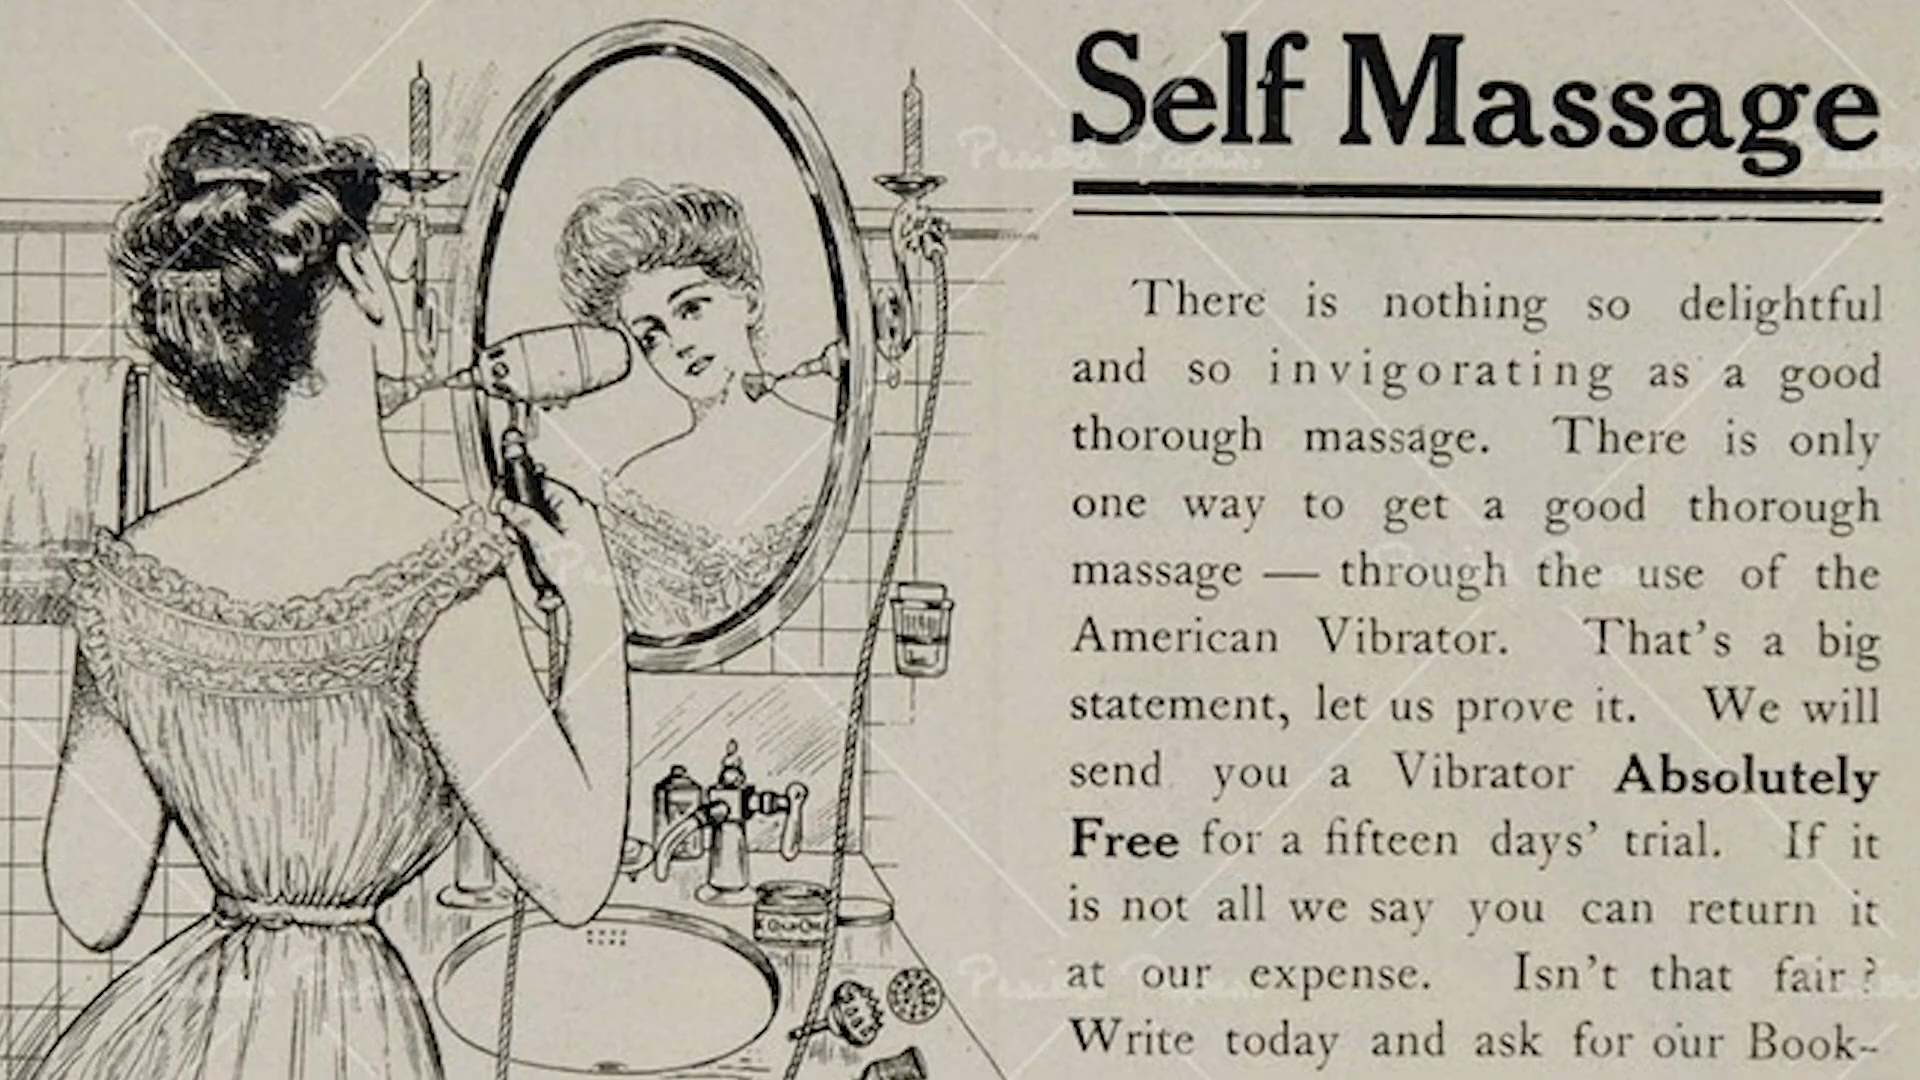 Self Massage
There is nothing so delightful
and so invigorating as a good
thorough massage. There is only
one way to get a good thorough
massage — through the use of the
American Vibrator. That's a big
statement, let us prove it. We will
send you a Vibrator Absolutely
Free for a fifteen days' trial. If it
is not all we say you can return it
at our expense. Isn't that fair?
Write today and ask for our Book-